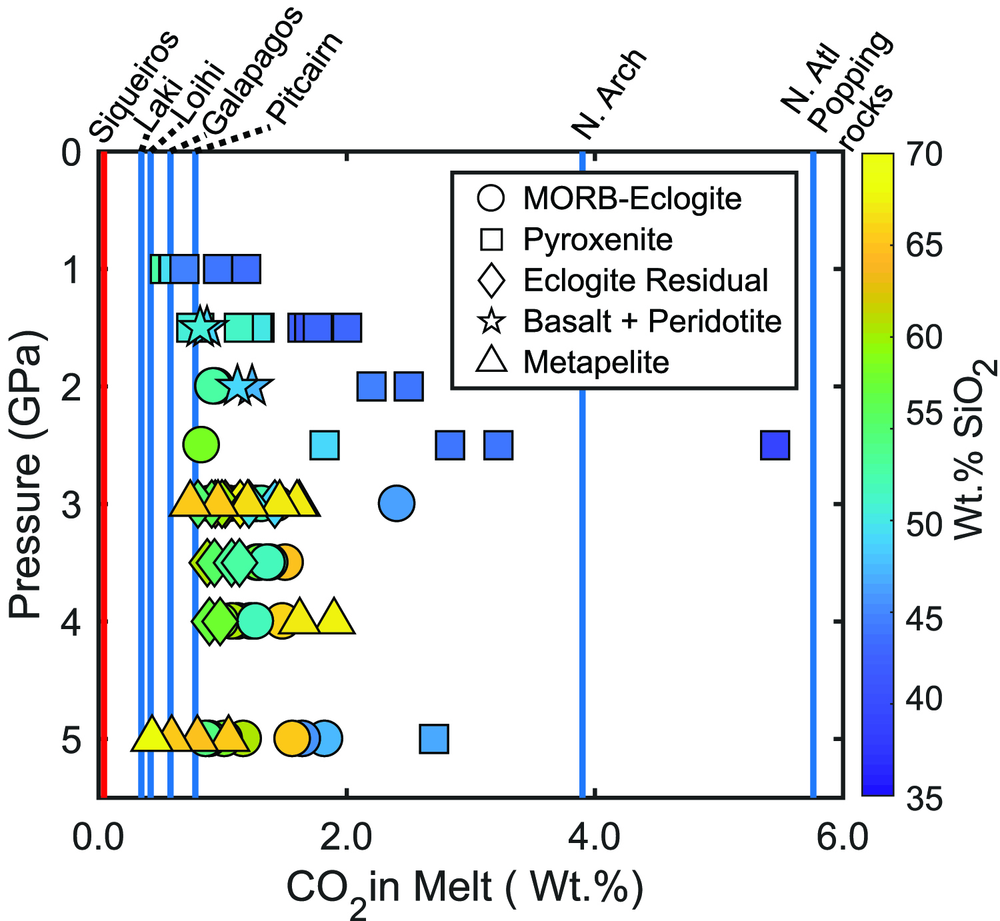 Siqueiros
Laki
Loihi
Galapagos
Pitcairn
N. Arch
N. Atl
Popping
rocks
MORB-Eclogite
Pyroxenite
Eclogite Residual
Basalt + Peridotite
Metapelite
0
1
2
3
4
5
Pressure (GPa)
0.0
2.0
4.0
6.0
CO2 in Melt ( Wt.%)
70
65
60
55
50
45
40
35
Wt.% SiO2